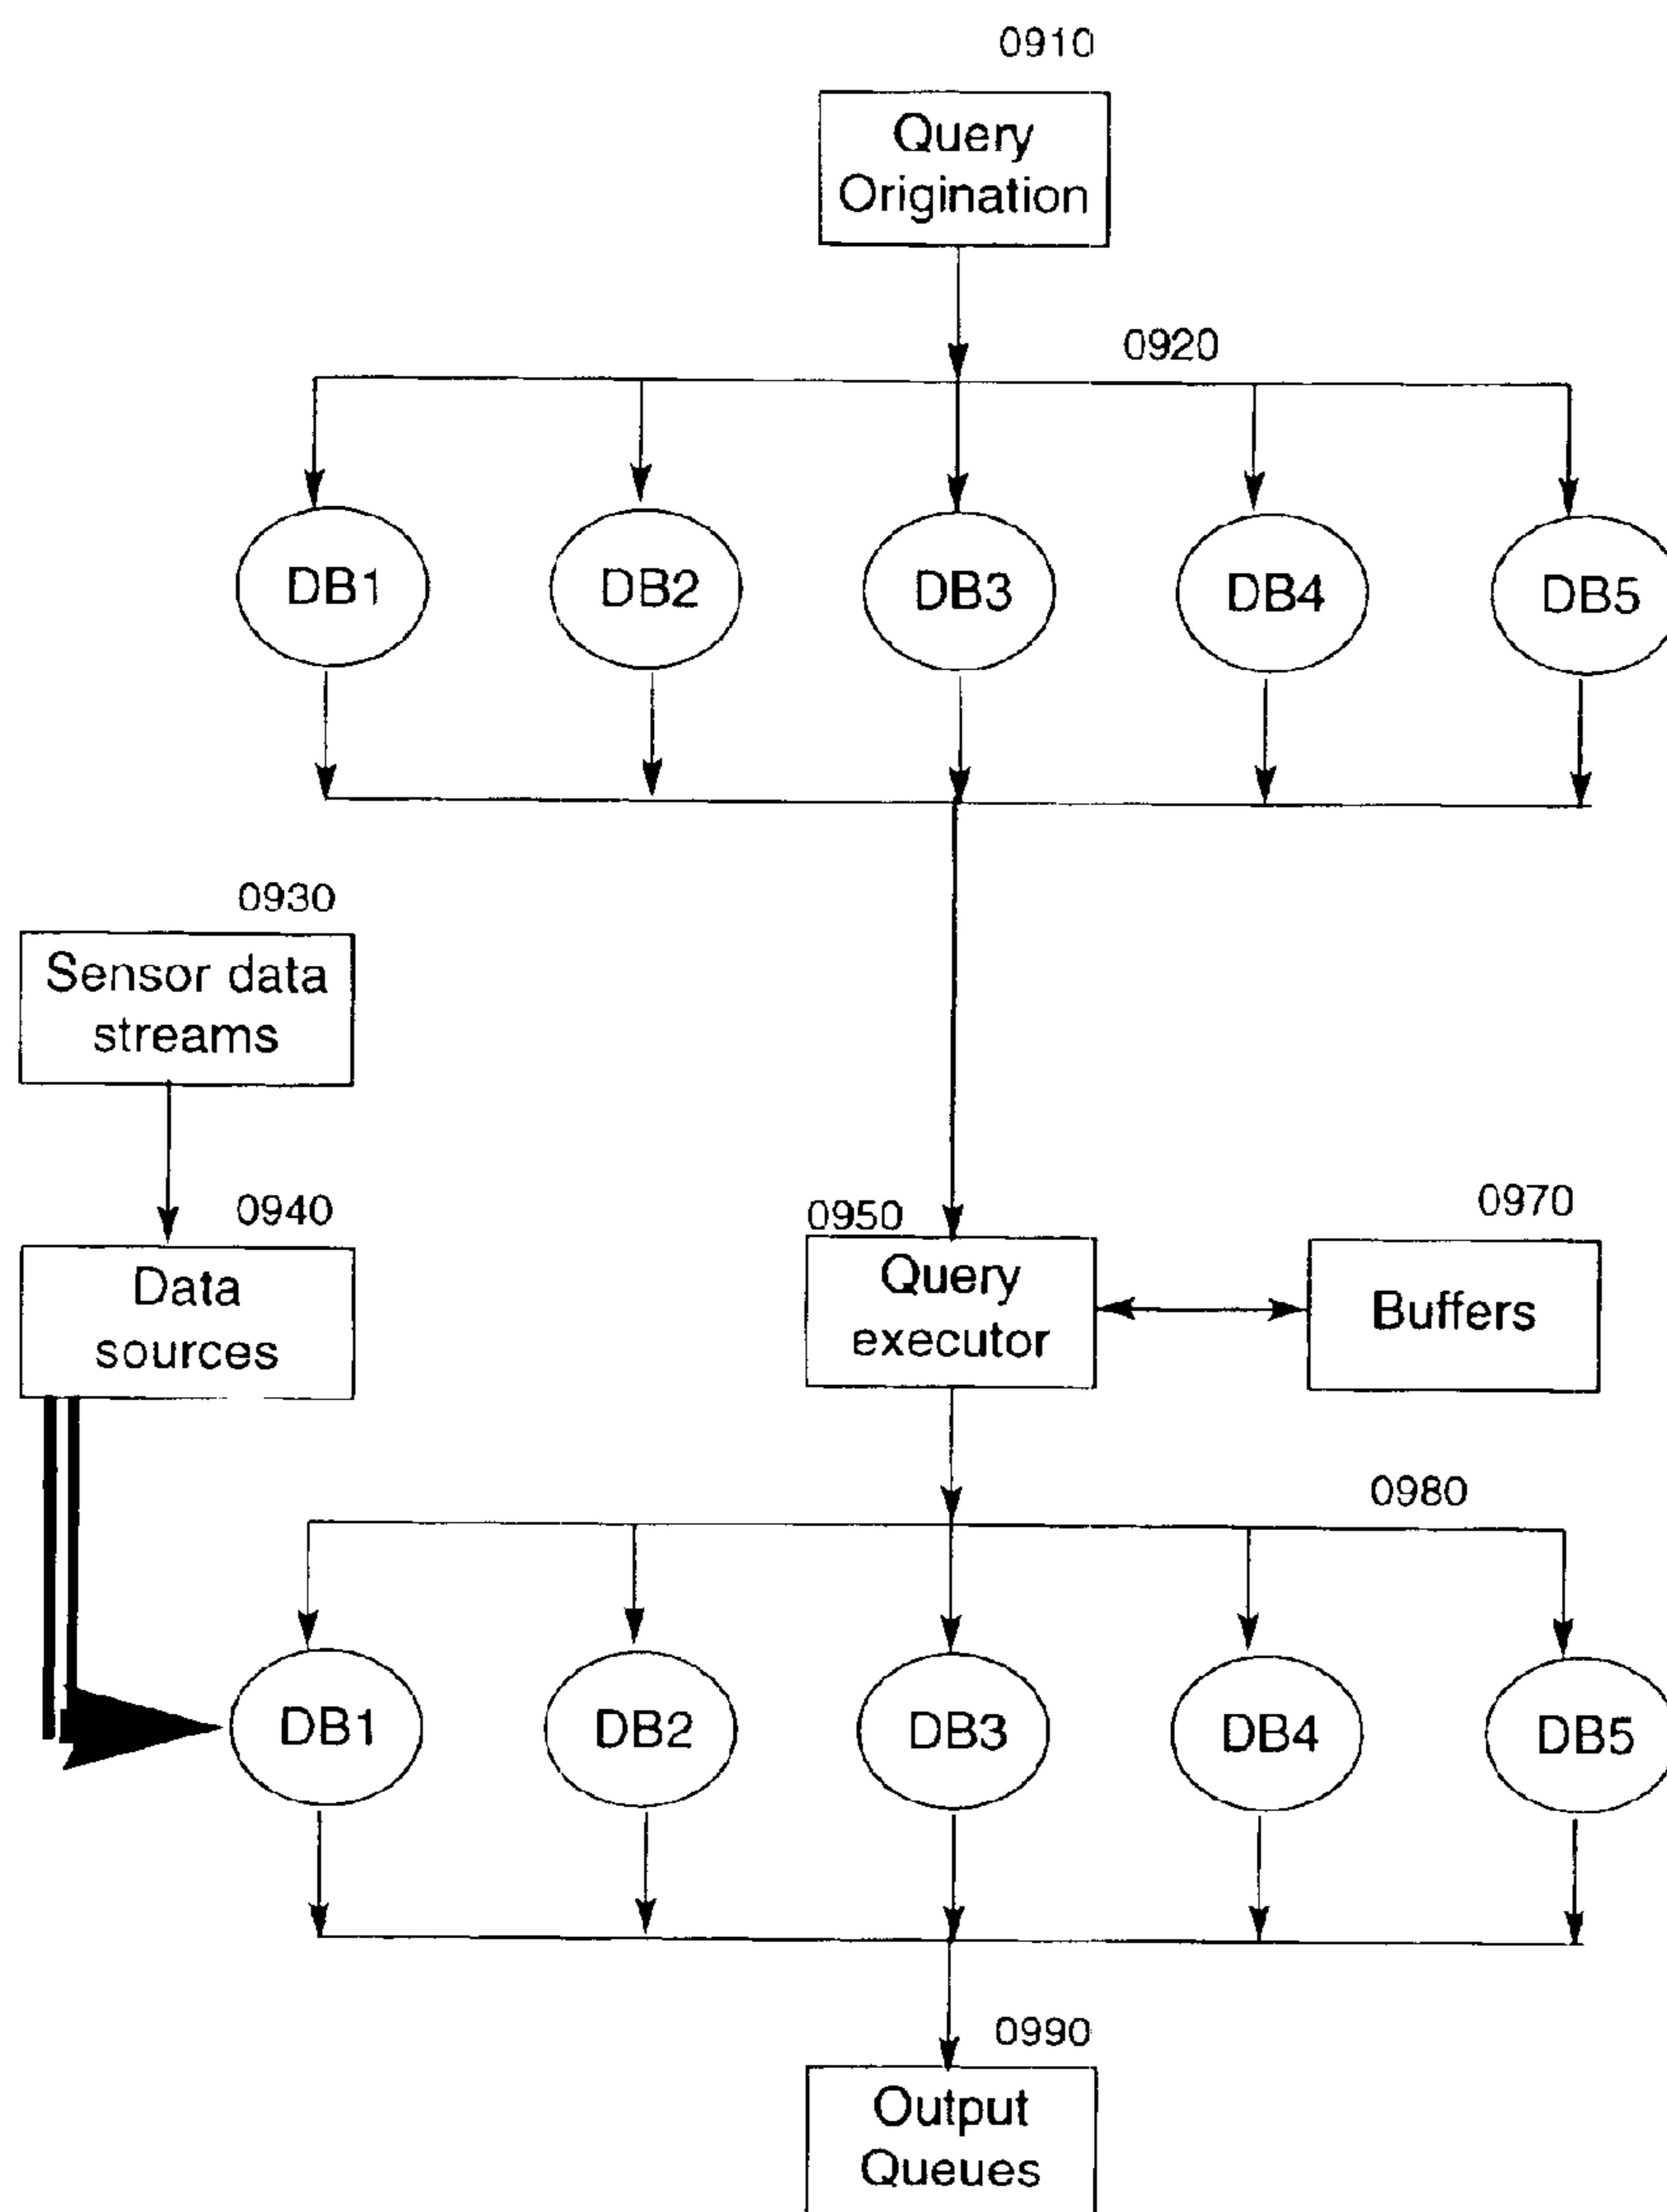 0910
Query
Origination
0920
DB1 DB2 DB3 DB4 DB5
0930
Sensor data
streams
0940
Data
sources
0950
Query
executor
0970
Buffers
0980
DB1 DB2 DB3 DB4 DB5
0990
Output
Queues